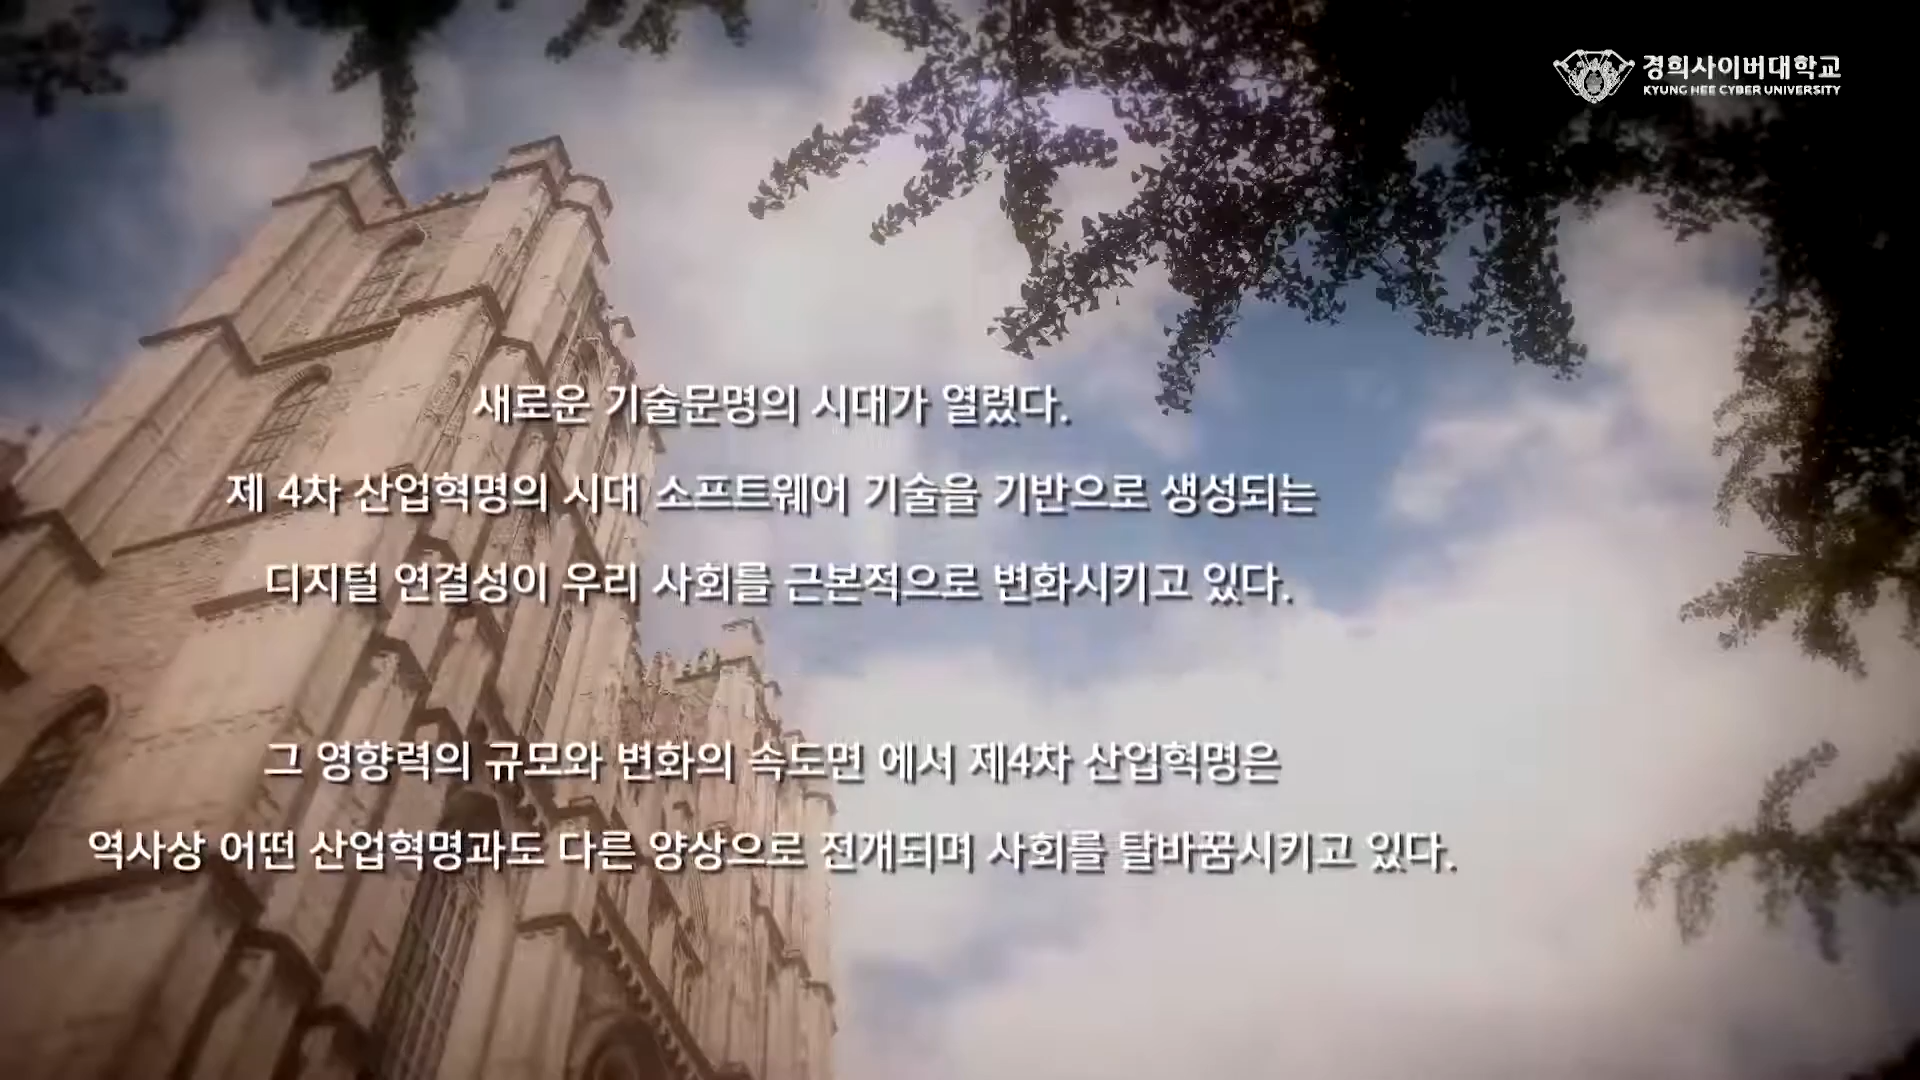 경희사이버대학교
KYUNG HEE CYBER UNIVERSITY
새로운 기술문명의 시대가 열렸다.
제 4차 산업혁명의 시대 소프트웨어 기술을 기반으로 생성되는
디지털 연결성이 우리 사회를 근본적으로 변화시키고 있다.
그 영향력의 규모와 변화의 속도면 에서 제4차 산업혁명은
역사상 어떤 산업혁명과도 다른 양상으로 전개되며 사회를 탈바꿈시키고 있다.